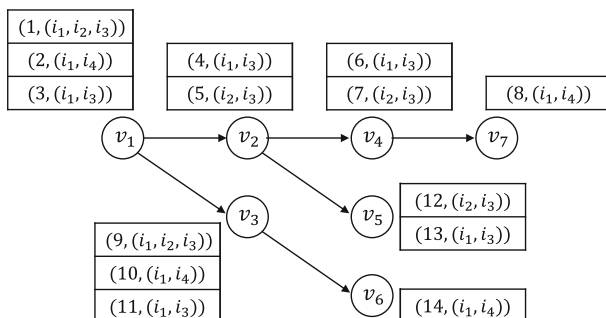 (1, (i₁, i₂, i₃))
(2, (i₁, i₄))
(3, (i₁, i₃))
(4, (i₁, i₃))
(5, (i₂, i₃))
(6, (i₁, i₃))
(7, (i₂, i₃))
(8, (i₁, i₄))
v₁
v₂
v₄
v₇
(9, (i₁, i₂, i₃))
(10, (i₁, i₄))
(11, (i₁, i₃))
v₃
v₅
(12, (i₂, i₃))
(13, (i₁, i₃))
v₆
(14, (i₁, i₄))